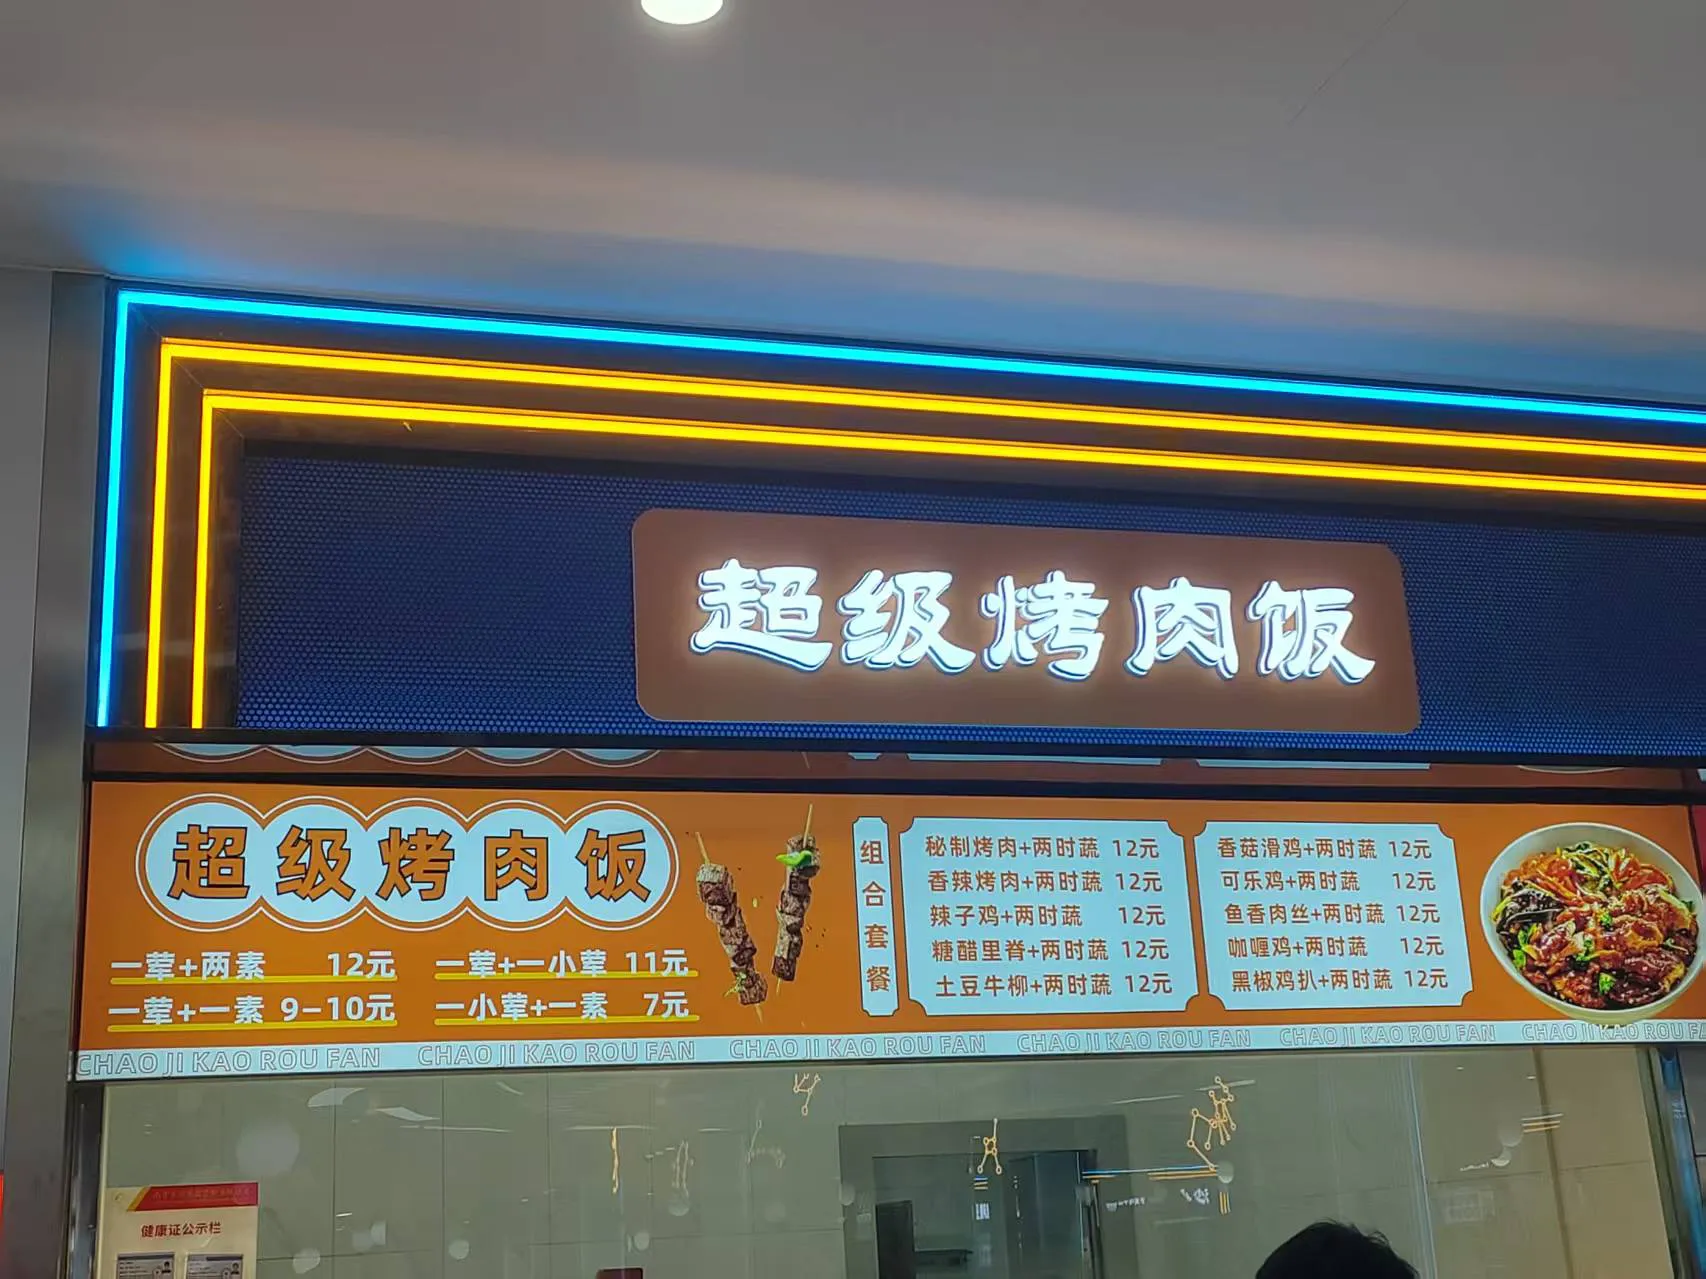 超级烤肉饭
超级烤肉饭
一荤+两素 12元
一荤+一小荤 11元
一荤+一素 9-10元
一小荤+一素 7元
组合套餐
秘制烤肉+两时蔬 12元
香辣烤肉+两时蔬 12元
辣子鸡+两时蔬 12元
糖醋里脊+两时蔬 12元
土豆牛柳+两时蔬 12元
香菇滑鸡+两时蔬 12元
可乐鸡+两时蔬 12元
鱼香肉丝+两时蔬 12元
咖喱鸡+两时蔬 12元
黑椒鸡扒+两时蔬 12元
CHAO JI KAO ROU FAN CHAO JI KAO ROU FAN CHAO JI KAO ROU FAN CHAO JI KAO ROU FAN CHAO JI KAO ROU FAN CHAO JI KAO ROU FA
健康证公示栏